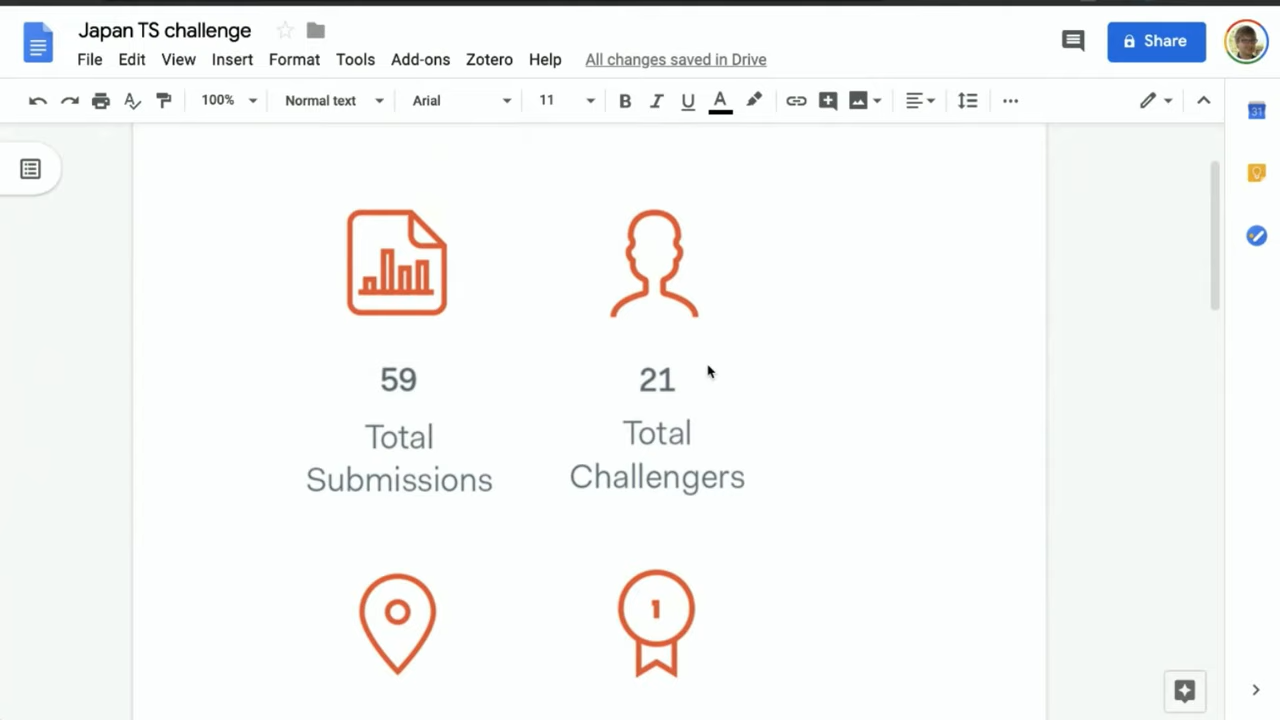 Japan TS challenge
Share
File Edit View Insert Format Tools Add-ons Zotero Help All changes saved in Drive
100% Normal text Arial 11 B I U A
31
59 21
Total Total
Submissions Challengers
1